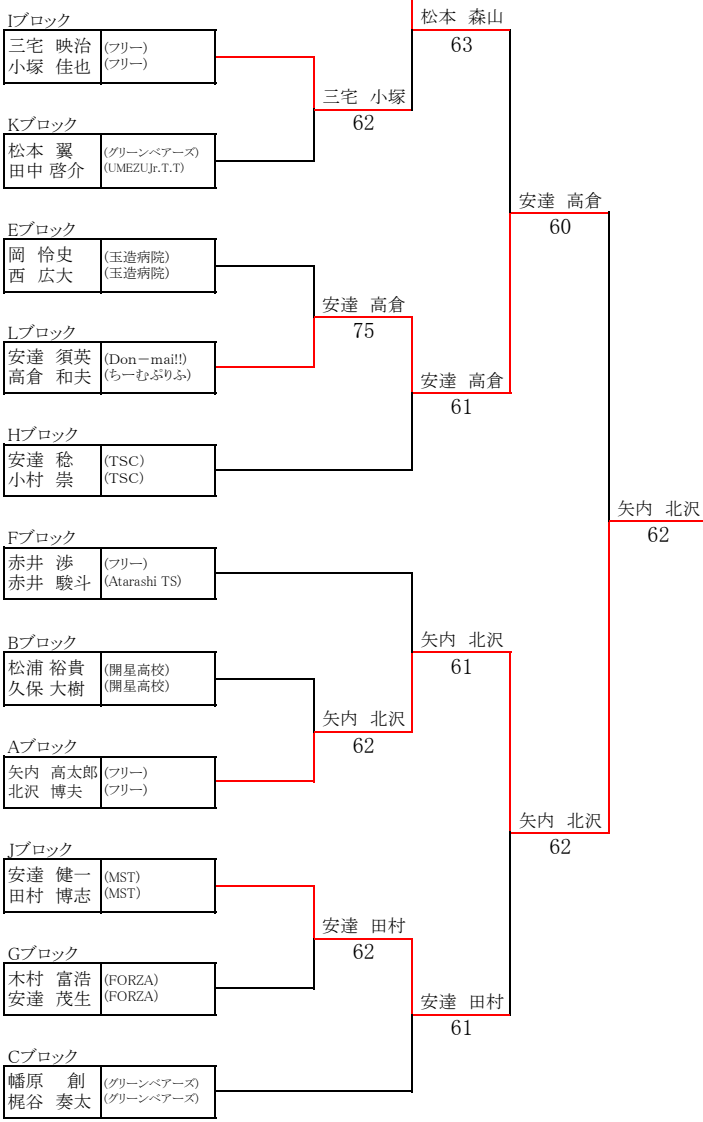 Iブロック
三宅 映治 (フリー)
小塚 佳也 (フリー)
Kブロック
松本 翼 (グリーンベアーズ)
田中 啓介 (UMEZUJr.T.T)
Eブロック
岡 怜史 (玉造病院)
西 広大 (玉造病院)
Lブロック
安達 須英 (Don－mai!!)
高倉 和夫 (ちーむぷりふ)
Hブロック
安達 稔 (TSC)
小村 崇 (TSC)
Fブロック
赤井 渉 (フリー)
赤井 駿斗 (Atarashi TS)
Bブロック
松浦 裕貴 (開星高校)
久保 大樹 (開星高校)
Aブロック
矢内 高太郎 (フリー)
北沢 博夫 (フリー)
Jブロック
安達 健一 (MST)
田村 博志 (MST)
Gブロック
木村 富浩 (FORZA)
安達 茂生 (FORZA)
Cブロック
幡原 創 (グリーンベアーズ)
梶谷 奏太 (グリーンベアーズ)
三宅 小塚
62
安達 高倉
75
矢内 北沢
62
安達 田村
62
松本 森山
63
安達 高倉
61
矢内 北沢
61
安達 田村
61
安達 高倉
60
矢内 北沢
62
矢内 北沢
62